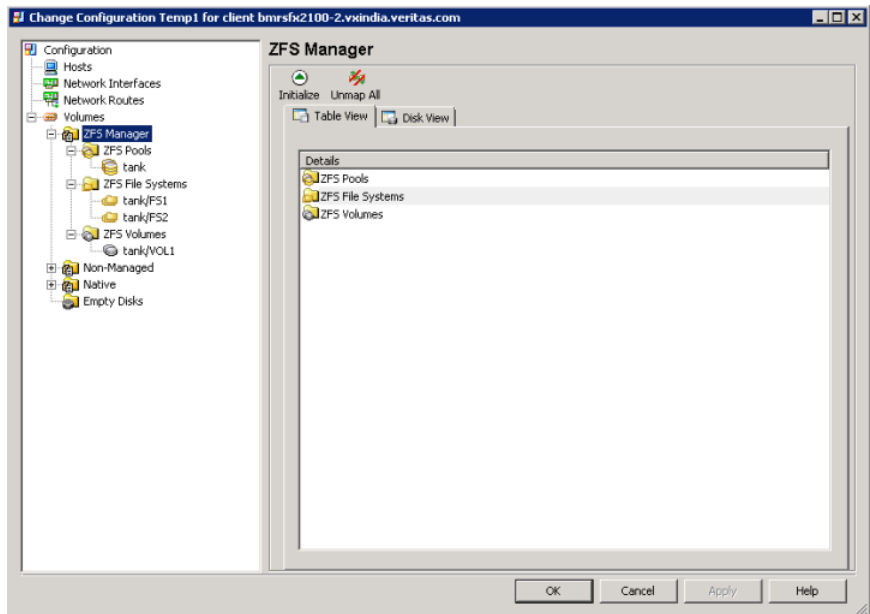 Change Configuration Temp1 for client bmrsfx2100-2.vxindia.veritas.com
Configuration
Hosts
Network Interfaces
Network Routes
Volumes
ZFS Manager
ZFS Pools
tank
ZFS File Systems
tank/FS1
tank/FS2
ZFS Volumes
tank/VOL1
Non-Managed
Native
Empty Disks
ZFS Manager
Initialize Unmap All
Table View Disk View
Details
ZFS Pools
ZFS File Systems
ZFS Volumes
OK Cancel Apply Help